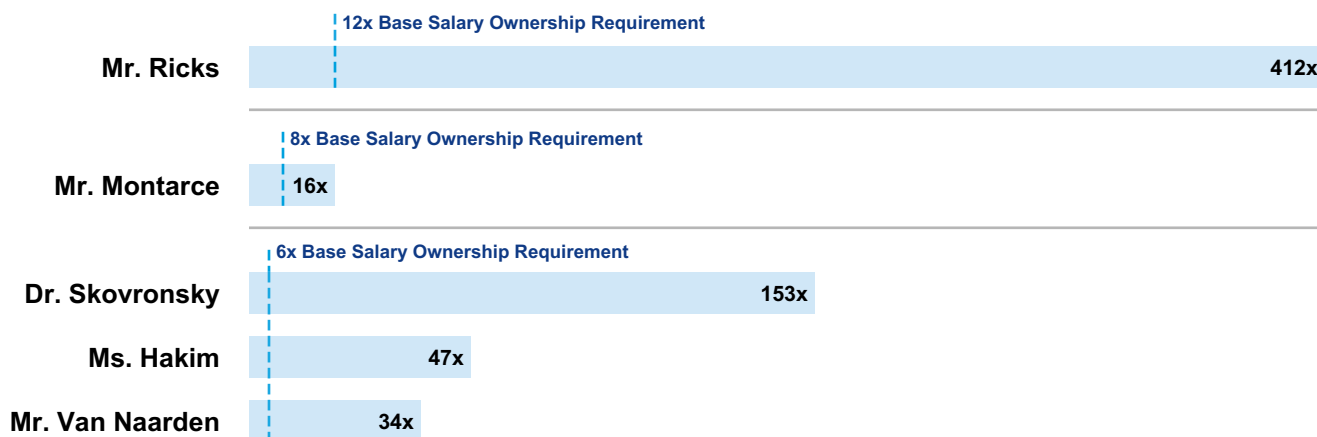 12x Base Salary Ownership Requirement
Mr. Ricks 412x
8x Base Salary Ownership Requirement
Mr. Montarce 16x
6x Base Salary Ownership Requirement
Dr. Skovronsky 153x
Ms. Hakim 47x
Mr. Van Naarden 34x